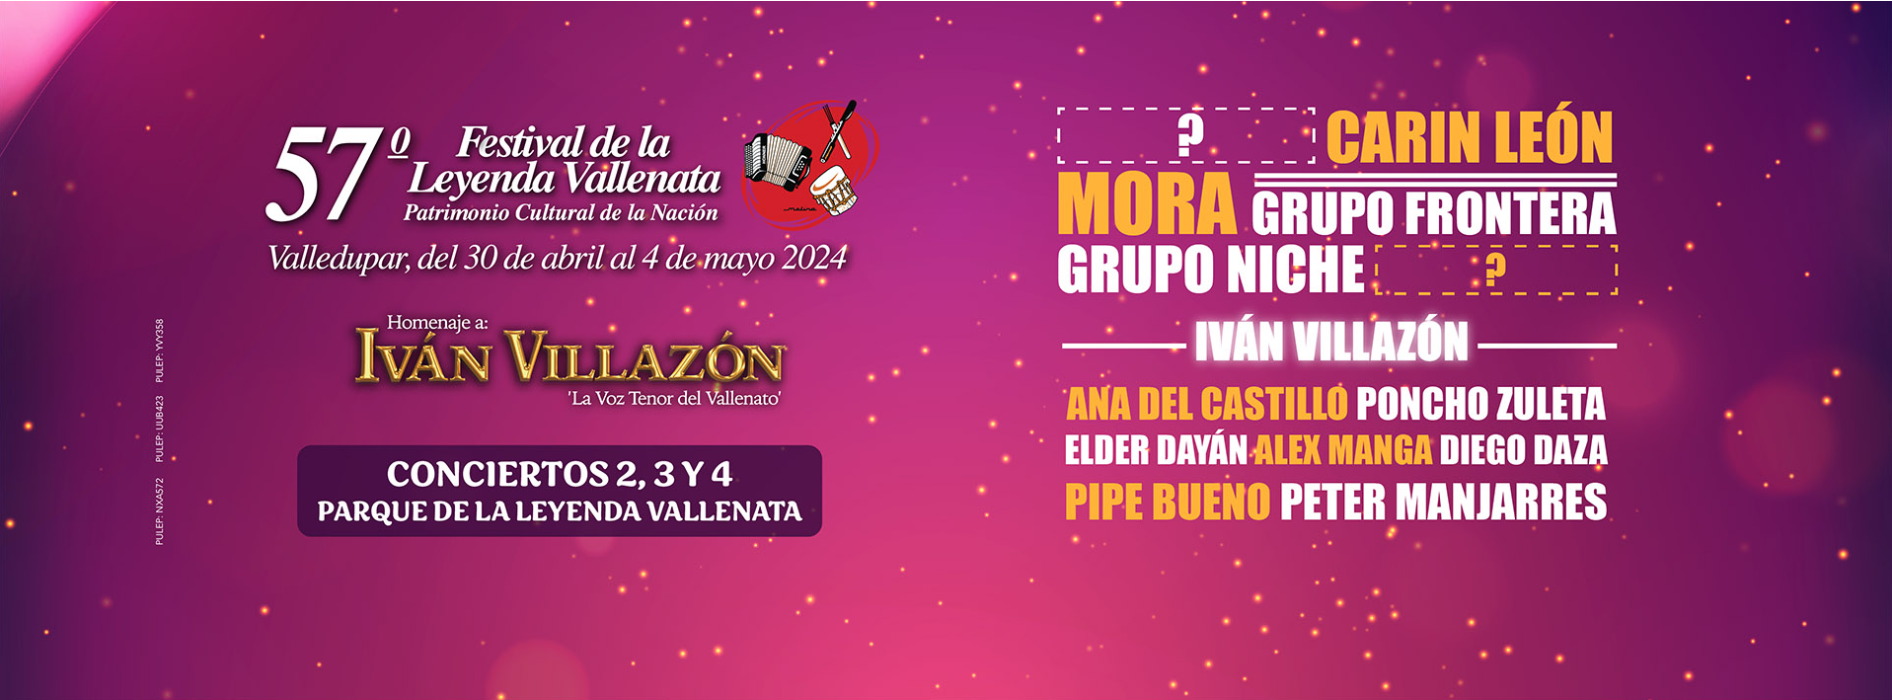 57º Festival de la
Leyenda Vallenata
Patrimonio Cultural de la Nación
Valledupar, del 30 de abril al 4 de mayo 2024
Homenaje a:
IVÁN VILLAZÓN
'La Voz Tenor del Vallenato'
CONCIERTOS 2, 3 Y 4
PARQUE DE LA LEYENDA VALLENATA
PULEP: NXA572 PULEP: UUB423 PULEP: YVY358
? CARIN LEÓN
MORA GRUPO FRONTERA
GRUPO NICHE ?
IVÁN VILLAZÓN
ANA DEL CASTILLO PONCHO ZULETA
ELDER DAYÁN ALEX MANGA DIEGO DAZA
PIPE BUENO PETER MANJARRES